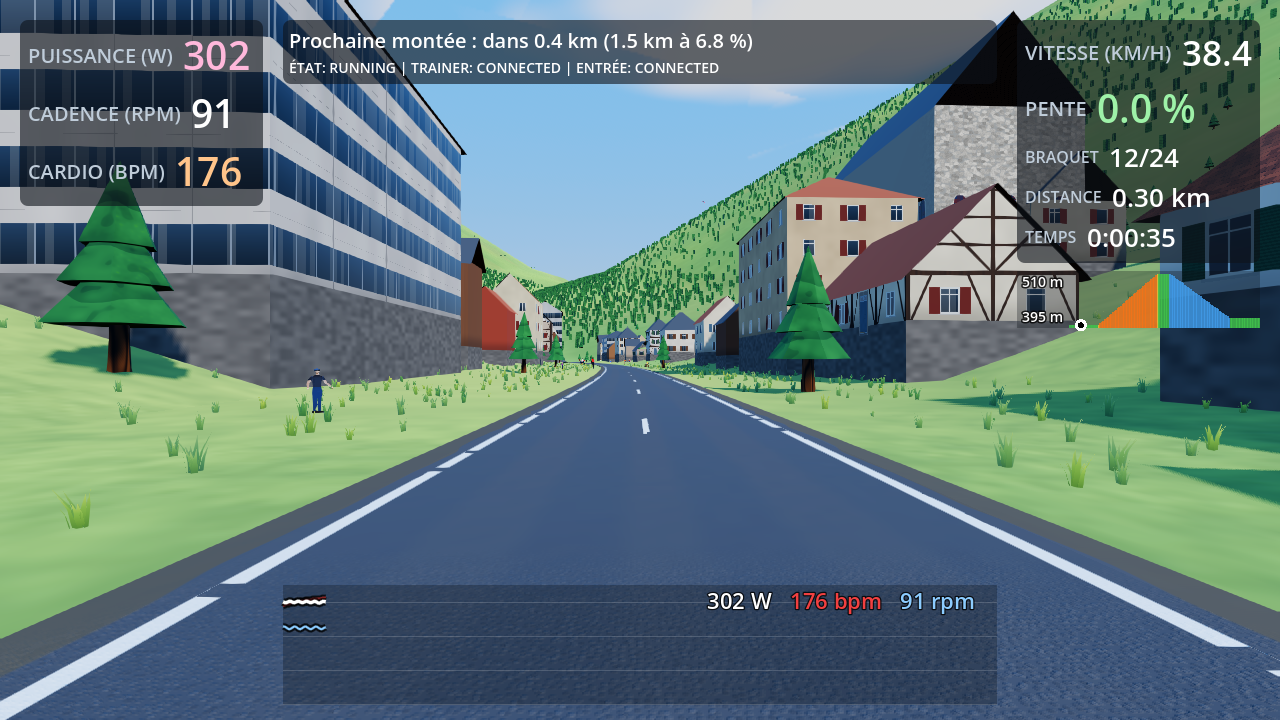 PUISSANCE (W) 302
CADENCE (RPM) 91
CARDIO (BPM) 176
Prochaine montée : dans 0.4 km (1.5 km à 6.8 %)
ÉTAT: RUNNING | TRAINER: CONNECTED | ENTRÉE: CONNECTED
VITESSE (KM/H) 38.4
PENTE 0.0 %
BRAQUET 12/24
DISTANCE 0.30 km
TEMPS 0:00:35
510 m
395 m
302 W 176 bpm 91 rpm